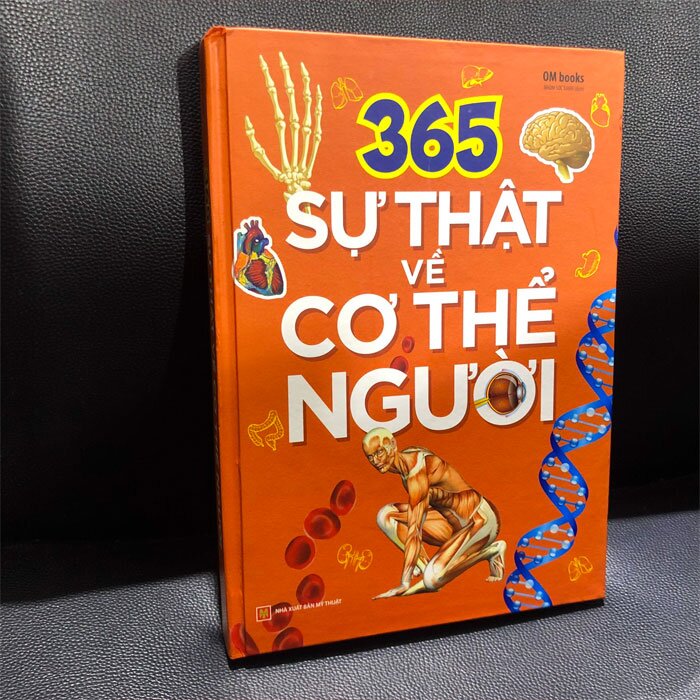 OM books
365
SỰ THẬT
VỀ
CƠ THỂ
NGƯỜI
NHÀ XUẤT BẢN MỸ THUẬT